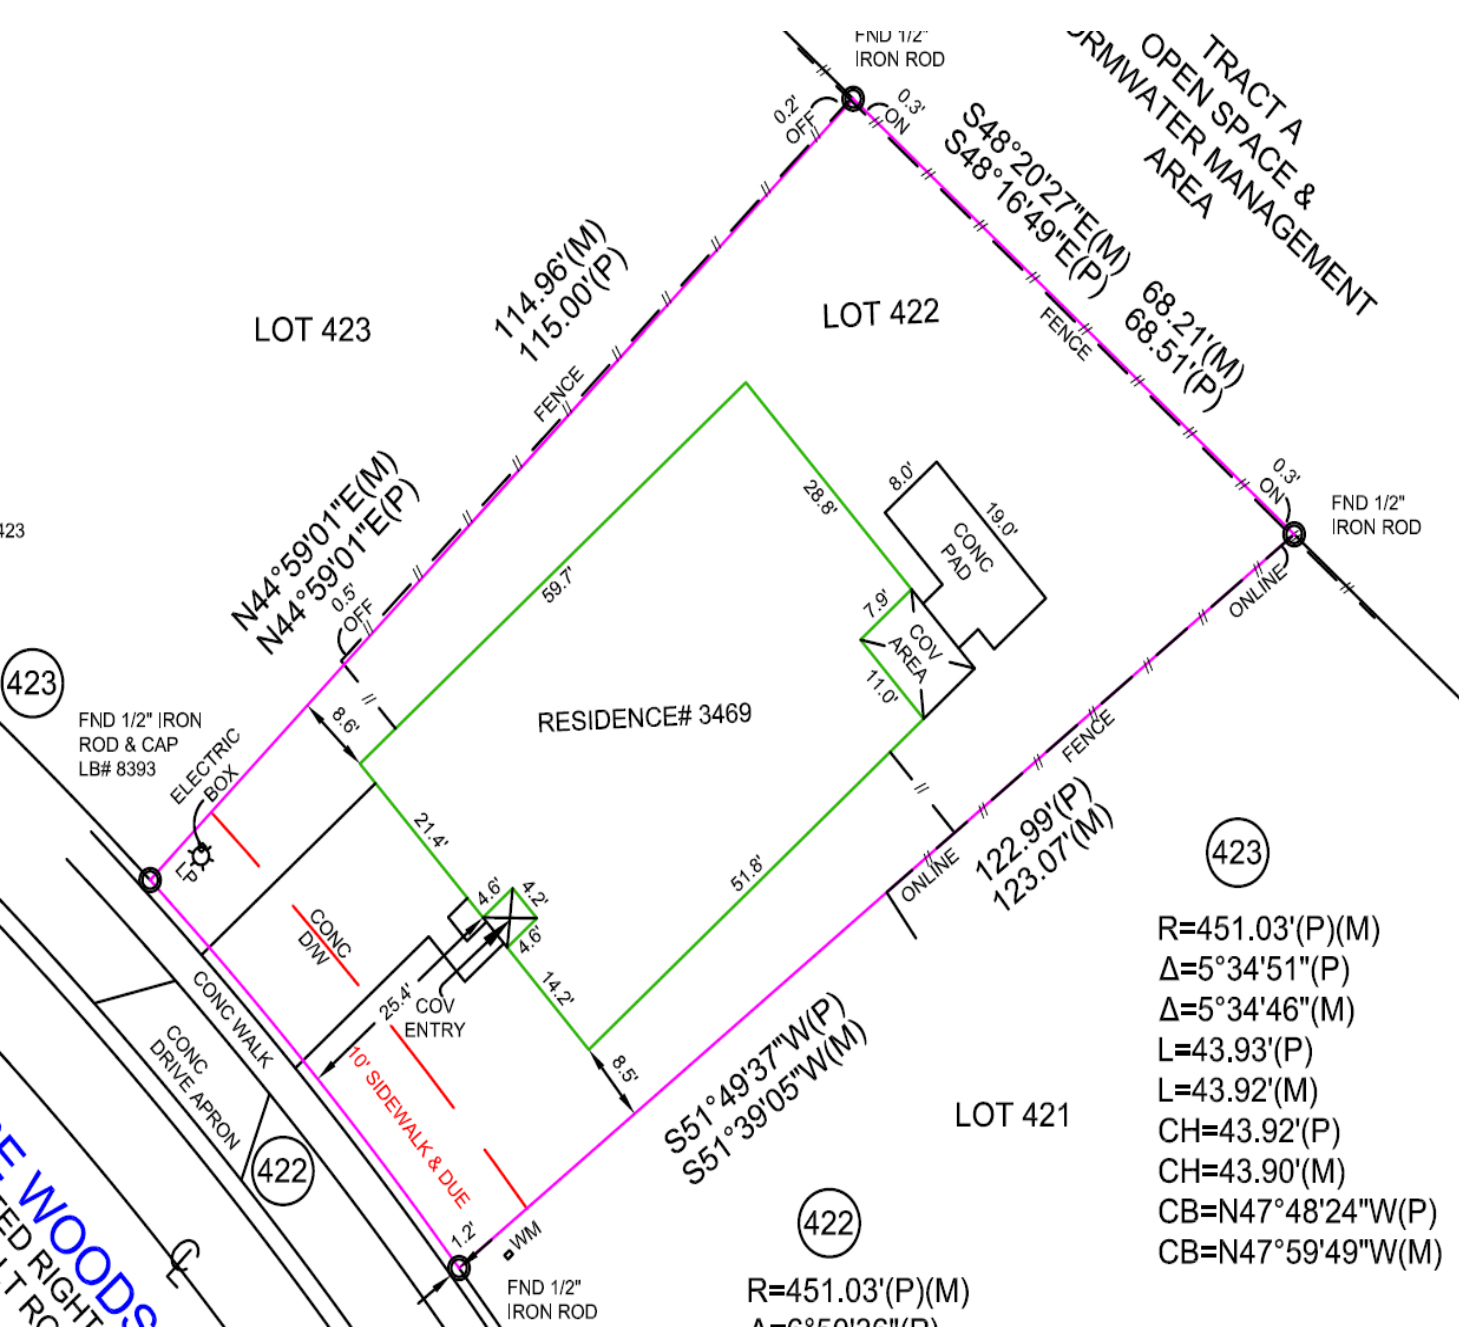 FND 1/2"
IRON ROD
TRACT A
OPEN SPACE &
ORMWATER MANAGEMENT
AREA
0.2'
OFF
0.3'
ON
S48°20'27"E(M)
S48°16'49"E(P)
68.21'(M)
68.51'(P)
FENCE
114.96'(M)
115.00'(P)
FENCE
LOT 423
LOT 422
N44°59'01"E(M)
N44°59'01"E(P)
0.5'
OFF
423
0.3'
ON
FND 1/2"
IRON ROD
ONLINE
28.8'
8.0'
19.0'
CONC
PAD
59.7'
7.9'
COV
AREA
11.0'
RESIDENCE# 3469
423
FND 1/2" IRON
ROD & CAP
LB# 8393
ELECTRIC
BOX
LP
8.6'
21.4'
4.6'
4.2'
4.6'
14.2'
51.8'
FENCE
ONLINE
122.99'(P)
123.07'(M)
CONC
D/W
25.4'
COV
ENTRY
CONC WALK
CONC
DRIVE APRON
10' SIDEWALK & DUE
8.5'
S51°49'37"W(P)
S51°39'05"W(M)
LOT 421
422
1.2'
WM
FND 1/2"
IRON ROD
E WOODS
TED RIGHT
LT RO
CL
423
R=451.03'(P)(M)
Δ=5°34'51"(P)
Δ=5°34'46"(M)
L=43.93'(P)
L=43.92'(M)
CH=43.92'(P)
CH=43.90'(M)
CB=N47°48'24"W(P)
CB=N47°59'49"W(M)
422
R=451.03'(P)(M)